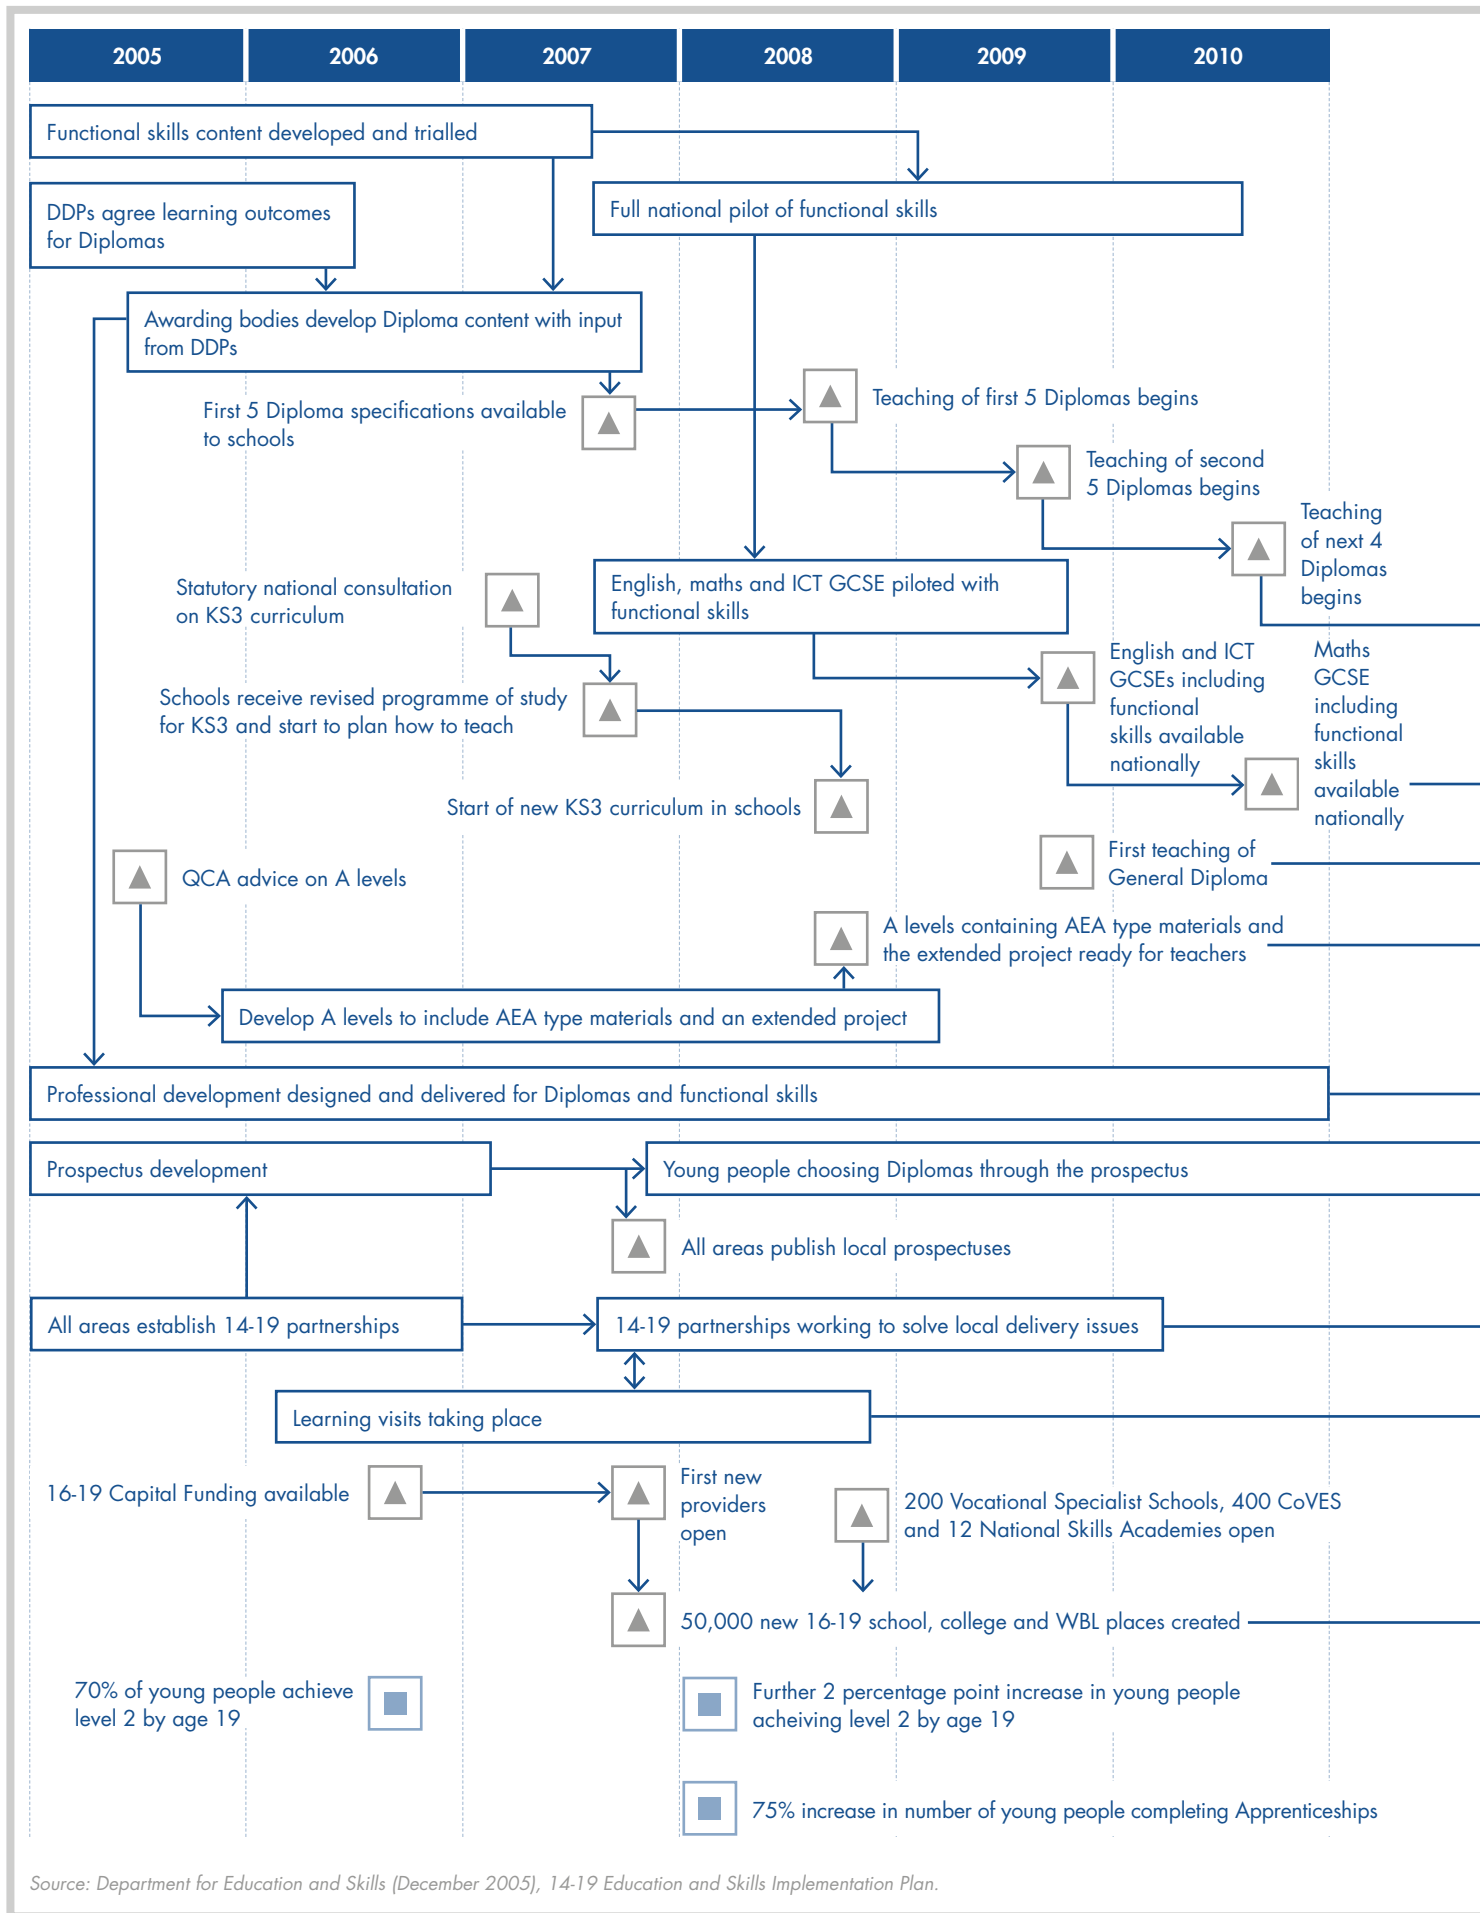 2005 2006 2007 2008 2009 2010
Functional skills content developed and trialled
DDPs agree learning outcomes
for Diplomas
Full national pilot of functional skills
Awarding bodies develop Diploma content with input
from DDPs
First 5 Diploma specifications available
to schools
Teaching of first 5 Diplomas begins
Teaching of second
5 Diplomas begins
Teaching
of next 4
Diplomas
begins
Statutory national consultation
on KS3 curriculum
English, maths and ICT GCSE piloted with
functional skills
English and ICT
GCSEs including
functional
skills available
nationally
Maths
GCSE
including
functional
skills
available
nationally
Schools receive revised programme of study
for KS3 and start to plan how to teach
Start of new KS3 curriculum in schools
First teaching of
General Diploma
QCA advice on A levels
A levels containing AEA type materials and
the extended project ready for teachers
Develop A levels to include AEA type materials and an extended project
Professional development designed and delivered for Diplomas and functional skills
Prospectus development
Young people choosing Diplomas through the prospectus
All areas publish local prospectuses
All areas establish 14-19 partnerships
14-19 partnerships working to solve local delivery issues
Learning visits taking place
16-19 Capital Funding available
First new
providers
open
200 Vocational Specialist Schools, 400 CoVES
and 12 National Skills Academies open
50,000 new 16-19 school, college and WBL places created
70% of young people achieve
level 2 by age 19
Further 2 percentage point increase in young people
acheiving level 2 by age 19
75% increase in number of young people completing Apprenticeships
Source: Department for Education and Skills (December 2005), 14-19 Education and Skills Implementation Plan.